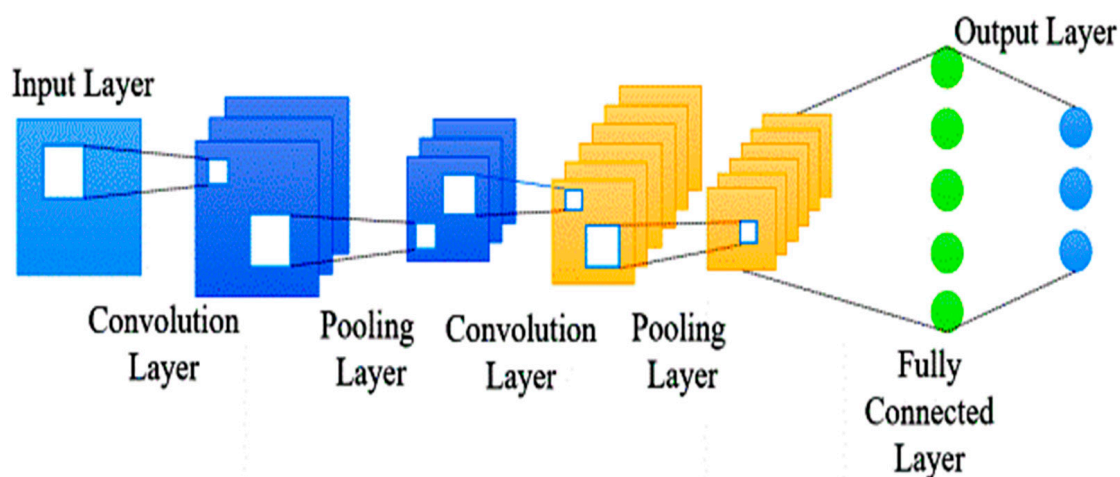 Output Layer
Input Layer
Convolution
Layer
Pooling
Layer
Convolution
Layer
Pooling
Layer
Fully
Connected
Layer